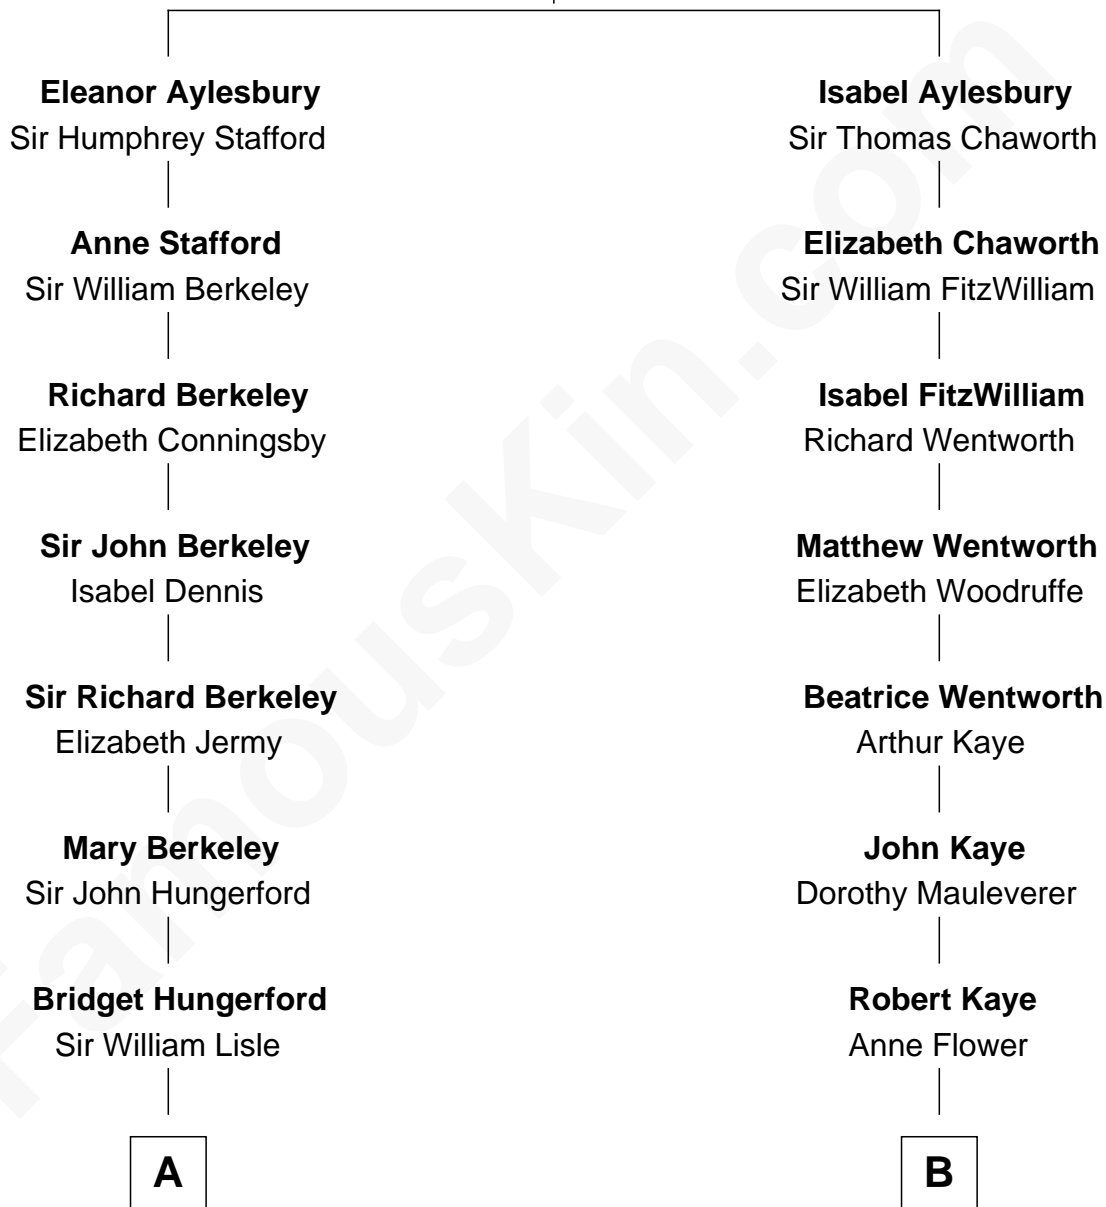 Eleanor Aylesbury
Sir Humphrey Stafford
Anne Stafford
Sir William Berkeley
Richard Berkeley
Elizabeth Conningsby
Sir John Berkeley
Isabel Dennis
Sir Richard Berkeley
Elizabeth Jermy
Mary Berkeley
Sir John Hungerford
Bridget Hungerford
Sir William Lisle
A
Isabel Aylesbury
Sir Thomas Chaworth
Elizabeth Chaworth
Sir William FitzWilliam
Isabel FitzWilliam
Richard Wentworth
Matthew Wentworth
Elizabeth Woodruffe
Beatrice Wentworth
Arthur Kaye
John Kaye
Dorothy Mauleverer
Robert Kaye
Anne Flower
B
FamousKin.com